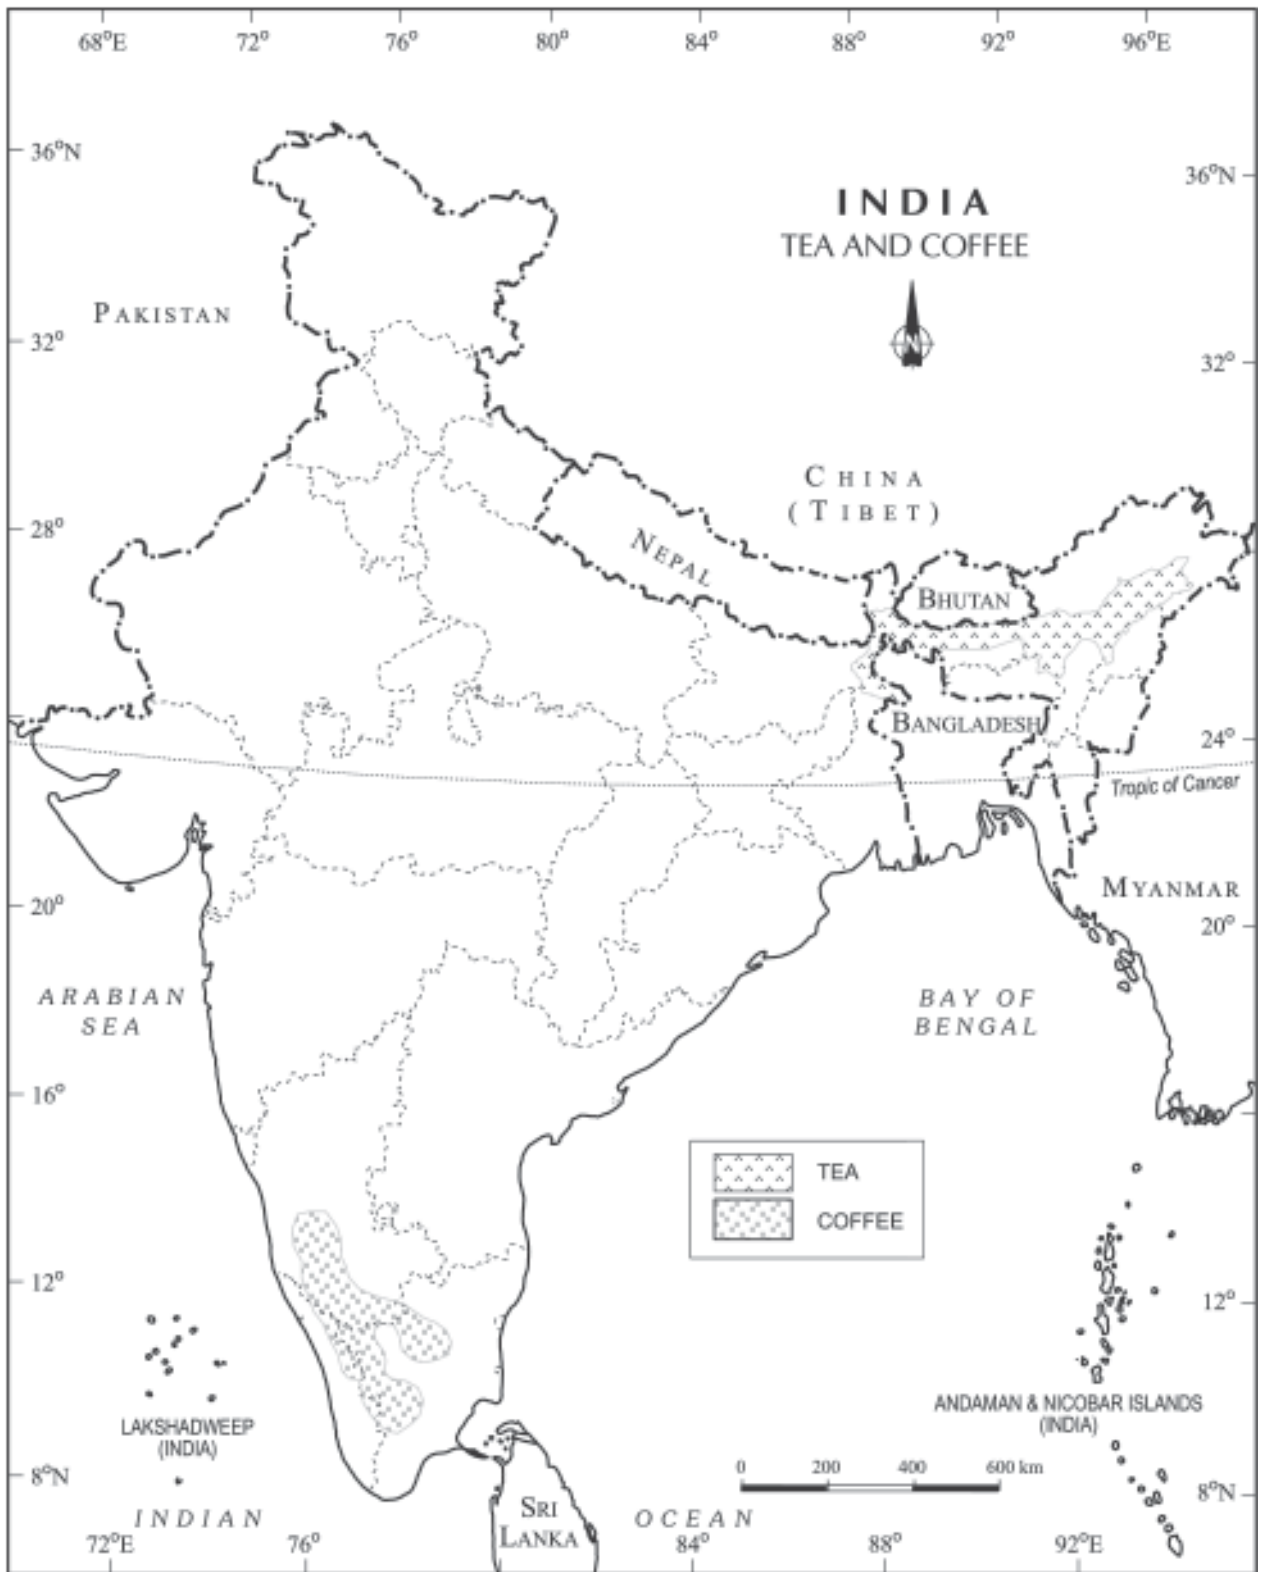 68°E 72° 76° 80° 84° 88° 92° 96°E
36°N
36°N
INDIA
TEA AND COFFEE
PAKISTAN
N
32°
32°
CHINA
(TIBET)
28°
NEPAL
BHUTAN
BANGLADESH
24°
Tropic of Cancer
MYANMAR
20°
20°
ARABIAN
SEA
BAY OF
BENGAL
16°
TEA
COFFEE
12°
12°
LAKSHADWEEP
(INDIA)
ANDAMAN & NICOBAR ISLANDS
(INDIA)
8°N
0 200 400 600 km
8°N
SRI
LANKA
INDIAN OCEAN
72°E 76° 84° 88° 92°E